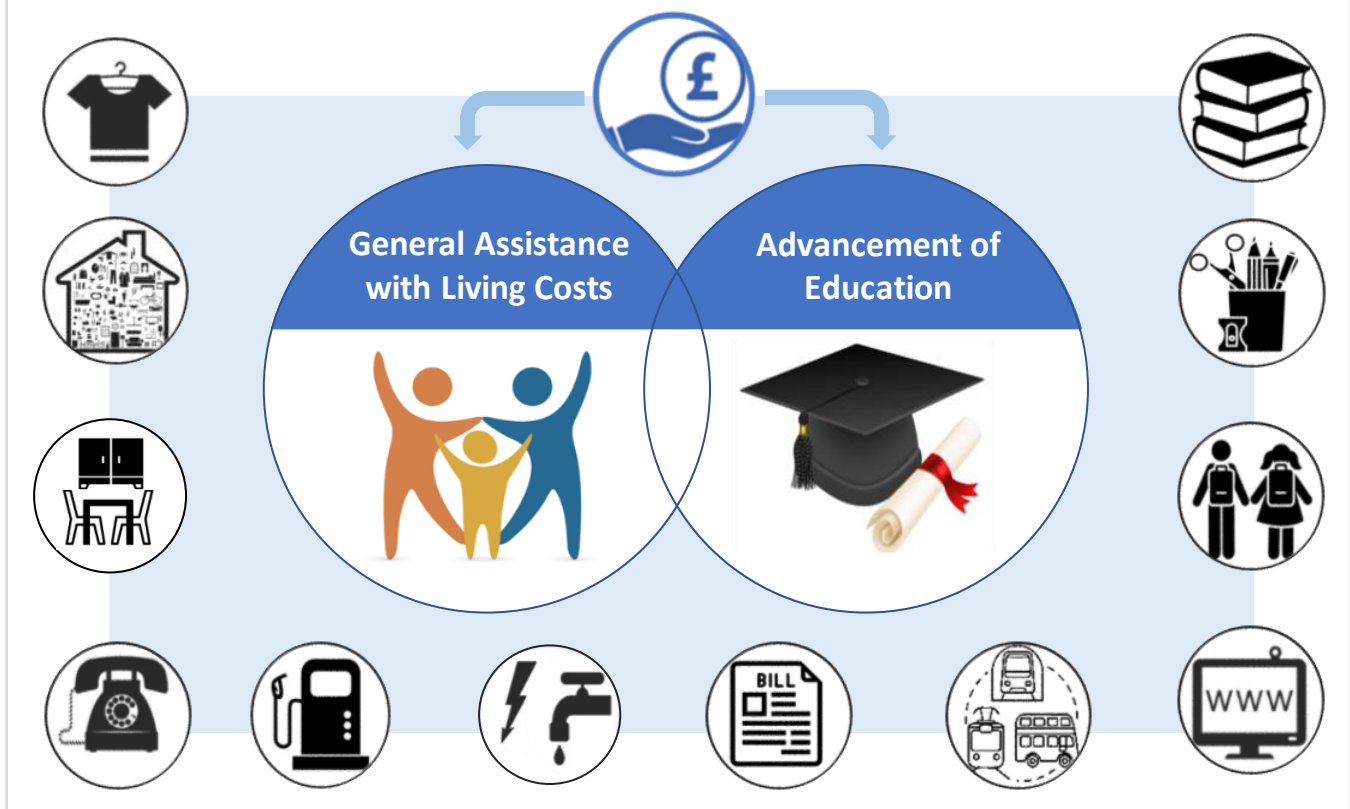 £
General Assistance
with Living Costs
Advancement of
Education
BILL
WWW